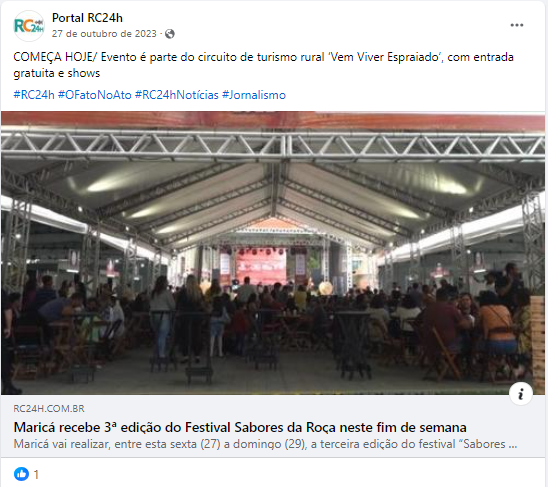 Portal RC24h
27 de outubro de 2023 ·
COMEÇA HOJE/ Evento é parte do circuito de turismo rural ‘Vem Viver Espraiado’, com entrada
gratuita e shows
#RC24h #OFatoNoAto #RC24hNotícias #Jornalismo
RC24H.COM.BR
Maricá recebe 3ª edição do Festival Sabores da Roça neste fim de semana
Maricá vai realizar, entre esta sexta (27) a domingo (29), a terceira edição do festival “Sabores ...
1